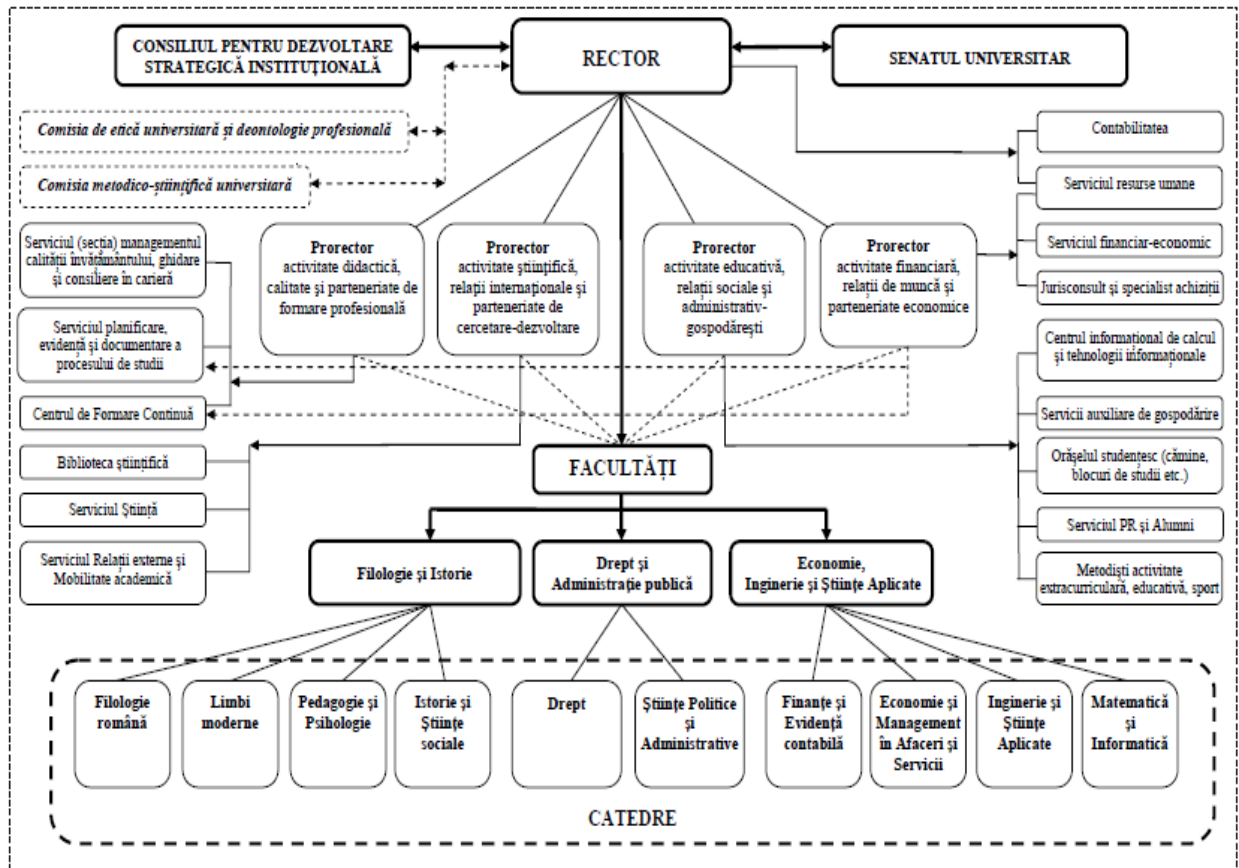 CONSILIUL PENTRU DEZVOLTARE
STRATEGICĂ INSTITUŢIONALĂ
RECTOR
SENATUL UNIVERSITAR
Comisia de etică universitară și deontologie profesională
Comisia metodico-științifică universitară
Contabilitatea
Serviciul resurse umane
Serviciul financiar-economic
Jurisconsult și specialist achiziții
Serviciul (secția) managementul
calității învățământului, ghidare
și consiliere în carieră
Serviciul planificare,
evidență și documentare a
procesului de studii
Centrul de Formare Continuă
Biblioteca științifică
Serviciul Ştiință
Serviciul Relații externe și
Mobilitate academică
Prorector
activitate didactică,
calitate și parteneriate de
formare profesională
Prorector
activitate ştiințifică,
relații internaționale și
parteneriate de
cercetare-dezvoltare
Prorector
activitate educativă,
relații sociale și
administrativ-
gospodărești
Prorector
activitate financiară,
relații de muncă și
parteneriate economice
Centrul informațional de calcul
și tehnologii informaționale
Servicii auxiliare de gospodărire
Orășelul studențesc (cămine,
blocuri de studii etc.)
Serviciul PR și Alumni
Metodiști activitate
extracurriculară, educativă, sport
FACULTĂȚI
Filologie și Istorie
Drept și
Administrație publică
Economie,
Inginerie și Ştiințe Aplicate
Filologie
română
Limbi
moderne
Pedagogie și
Psihologie
Istorie și
Ştiințe
sociale
Drept
Ştiințe Politice
și
Administrative
Finanțe și
Evidență
contabilă
Economie și
Management
în Afaceri și
Servicii
Inginerie și
Ştiințe
Aplicate
Matematică
și
Informatică
CATEDRE